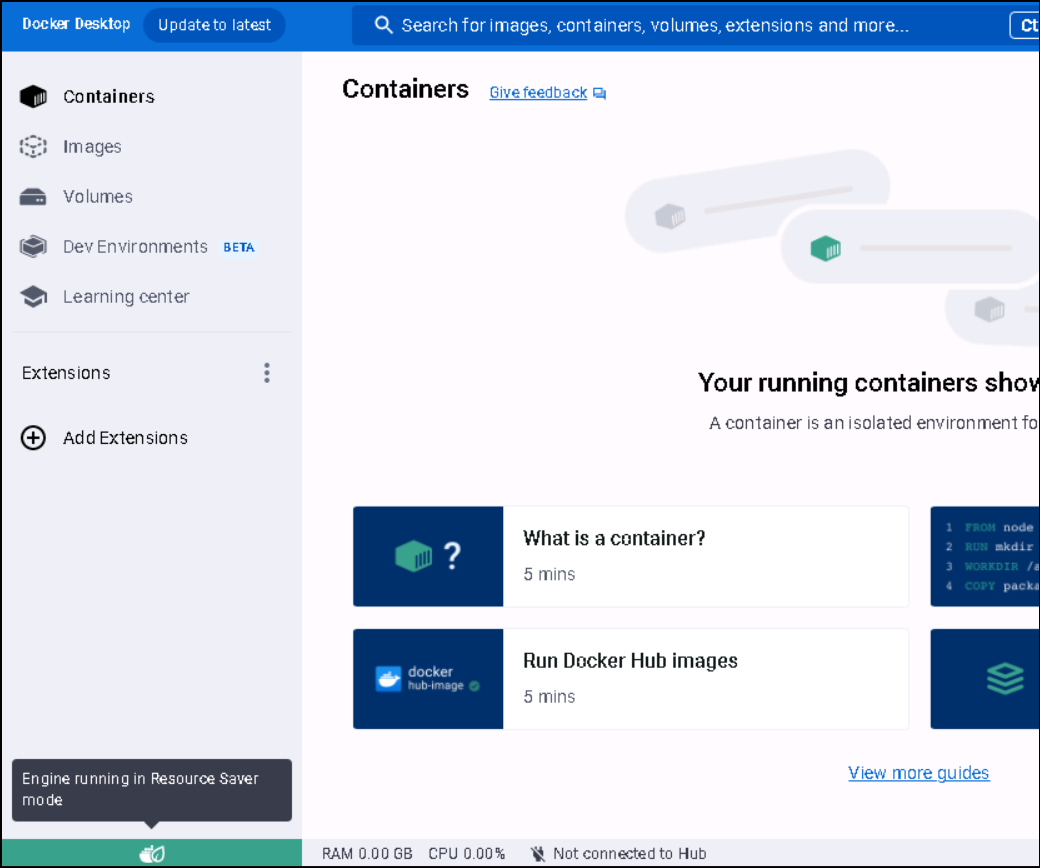 Docker Desktop
Update to latest
Search for images, containers, volumes, extensions and more...
Ct
Containers
Images
Volumes
Dev Environments BETA
Learning center
Extensions
Add Extensions
Containers
Give feedback
Your running containers show
A container is an isolated environment fo
?
What is a container?
5 mins
1 FROM node
2 RUN mkdir
3 WORKDIR /a
4 COPY packa
docker
hub-image
Run Docker Hub images
5 mins
View more guides
Engine running in Resource Saver
mode
RAM 0.00 GB CPU 0.00% Not connected to Hub